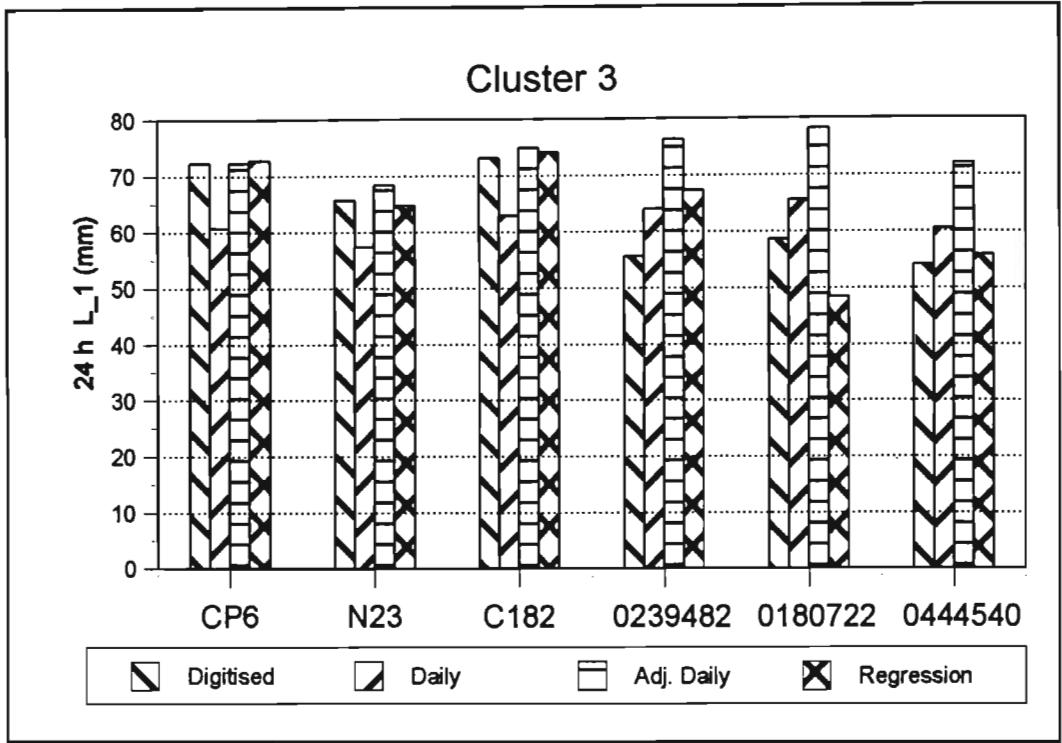 Cluster 3
24 h L_1 (mm)
80
70
60
50
40
30
20
10
0
CP6 N23 C182 0239482 0180722 0444540
Digitised Daily Adj. Daily Regression